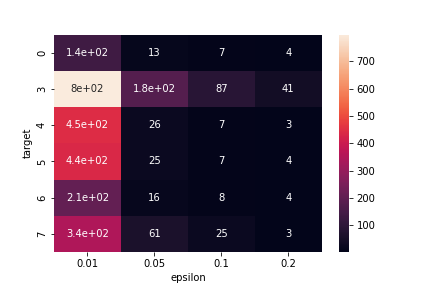 0 1.4e+02 13 7 4
3 8e+02 1.8e+02 87 41
4 4.5e+02 26 7 3
5 4.4e+02 25 7 4
6 2.1e+02 16 8 4
7 3.4e+02 61 25 3
target
0.01 0.05 0.1 0.2
epsilon
700
600
500
400
300
200
100